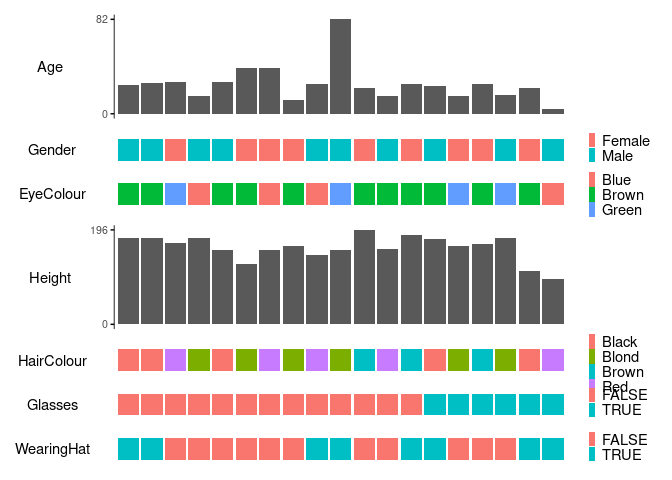 82
Age
0
Gender
Female
Male
EyeColour
Blue
Brown
Green
196
Height
0
HairColour
Black
Blond
Brown
Red
Glasses
FALSE
TRUE
WearingHat
FALSE
TRUE